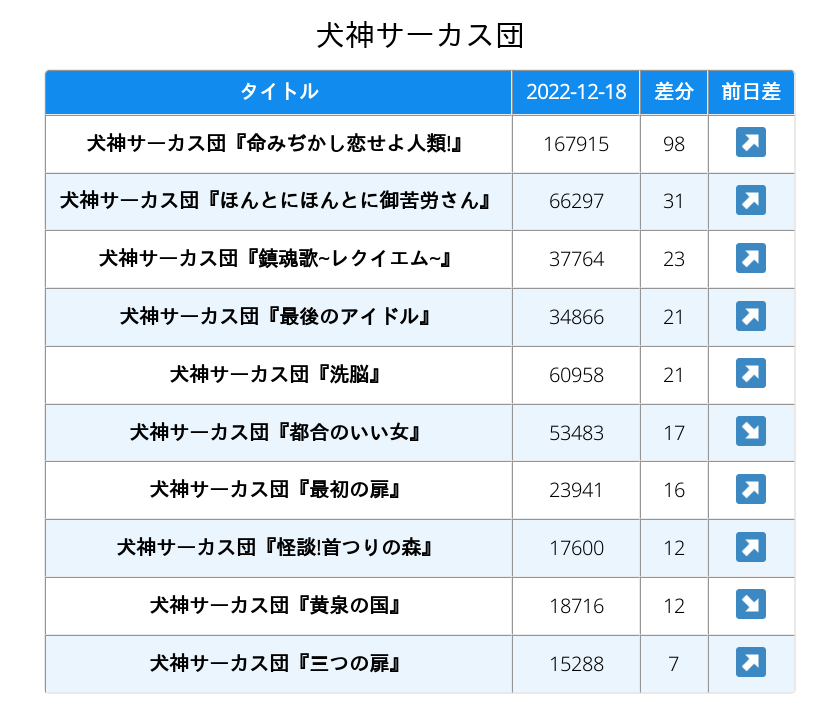 犬神サーカス団
タイトル 2022-12-18 差分 前日差
犬神サーカス団『命みぢかし恋せよ人類!』 167915 98 ↗
犬神サーカス団『ほんとにほんとに御苦労さん』 66297 31 ↗
犬神サーカス団『鎮魂歌~レクイエム~』 37764 23 ↗
犬神サーカス団『最後のアイドル』 34866 21 ↗
犬神サーカス団『洗脳』 60958 21 ↗
犬神サーカス団『都合のいい女』 53483 17 ↘
犬神サーカス団『最初の扉』 23941 16 ↗
犬神サーカス団『怪談!首つりの森』 17600 12 ↗
犬神サーカス団『黄泉の国』 18716 12 ↘
犬神サーカス団『三つの扉』 15288 7 ↗